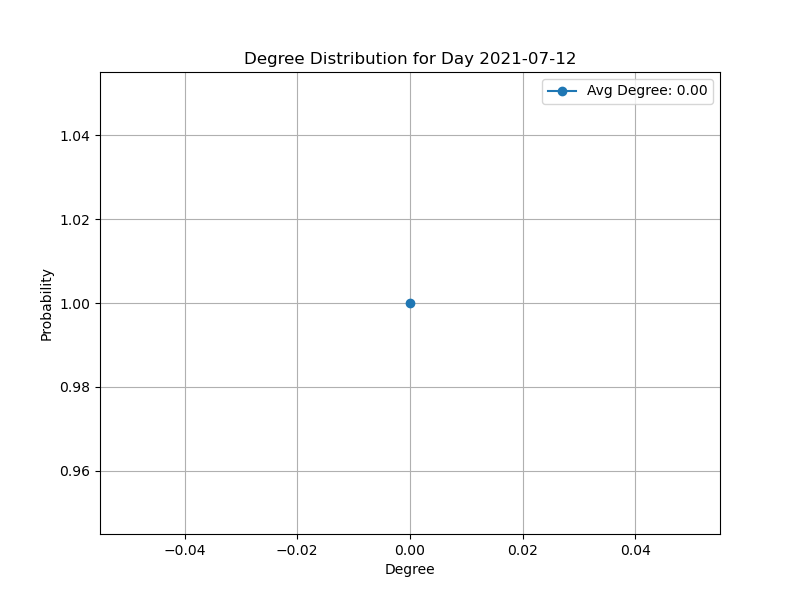 Degree Distribution for Day 2021-07-12
Avg Degree: 0.00
1.04
1.02
1.00
0.98
0.96
Probability
−0.04
−0.02
0.00
0.02
0.04
Degree